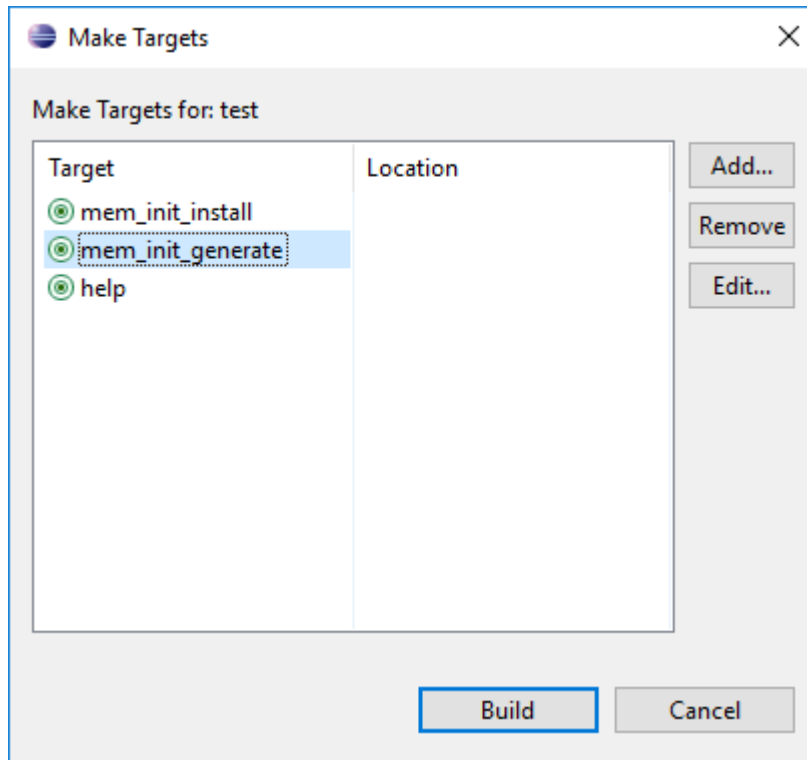 Make Targets
Make Targets for: test
Target Location
mem_init_install
mem_init_generate
help
Add...
Remove
Edit...
Build Cancel